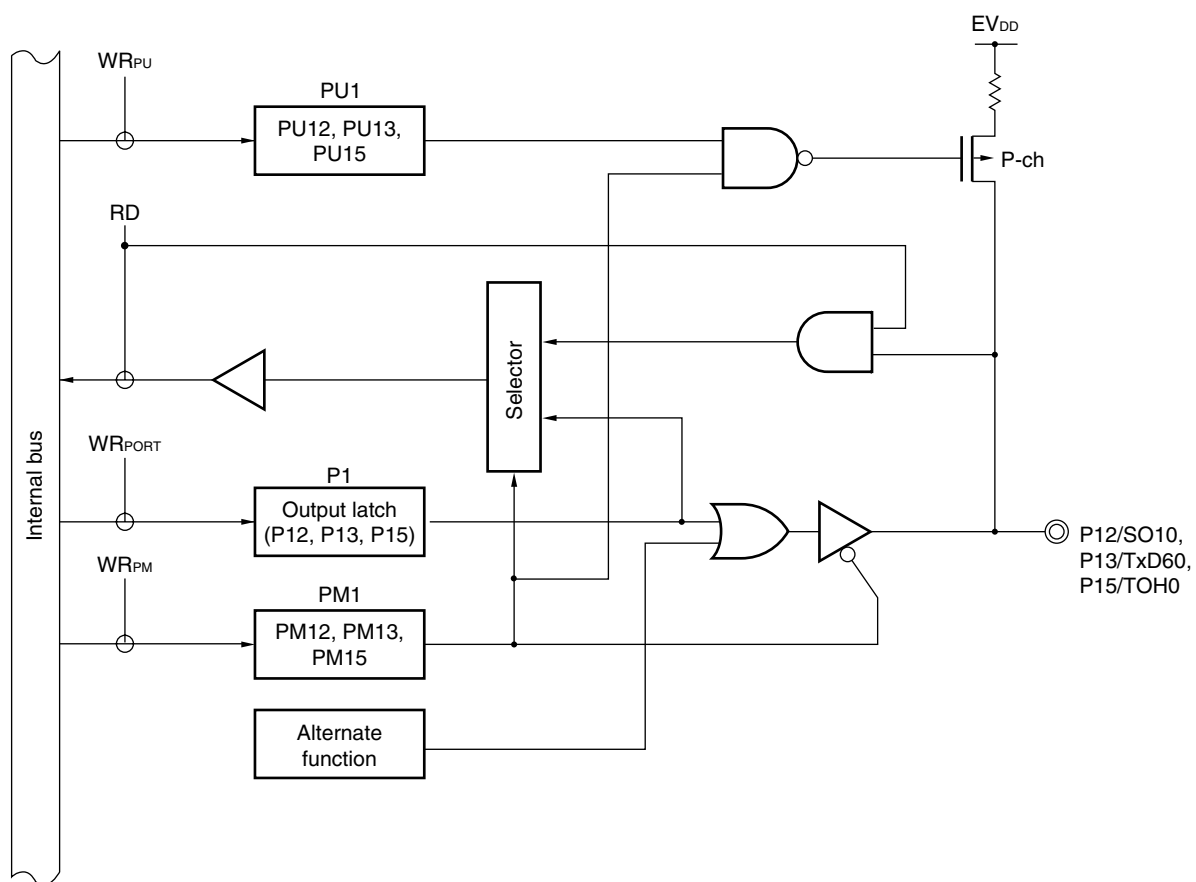 EVDD
WRPU
PU1
PU12, PU13,
PU15
P-ch
RD
Selector
Internal bus
WRPORT
P1
Output latch
(P12, P13, P15)
P12/SO10,
P13/TxD60,
P15/TOH0
WRPM
PM1
PM12, PM13,
PM15
Alternate
function